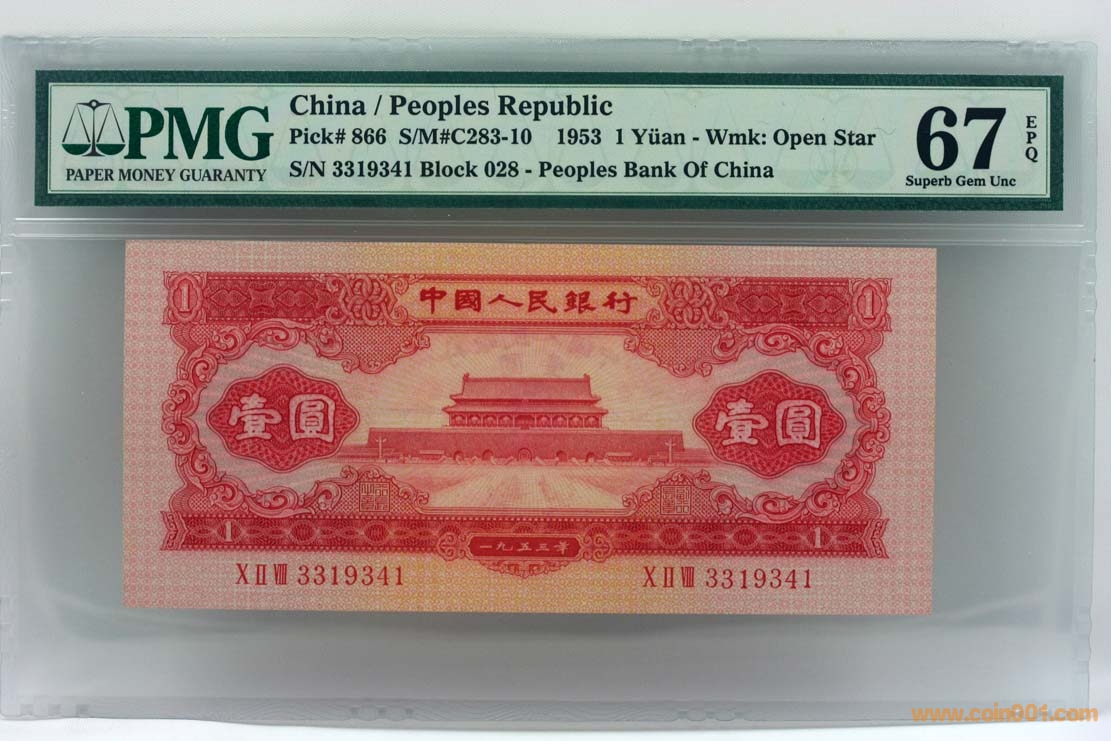 PMG
PAPER MONEY GUARANTY
China / Peoples Republic
Pick# 866 S/M#C283-10 1953 1 Yüan - Wmk: Open Star
S/N 3319341 Block 028 - Peoples Bank Of China
67 EPQ
Superb Gem Unc
中國人民銀行
1 1
壹圓 壹圓
1 1
一九五三年
X II VIII 3319341 X II VIII 3319341
www.coin001.com